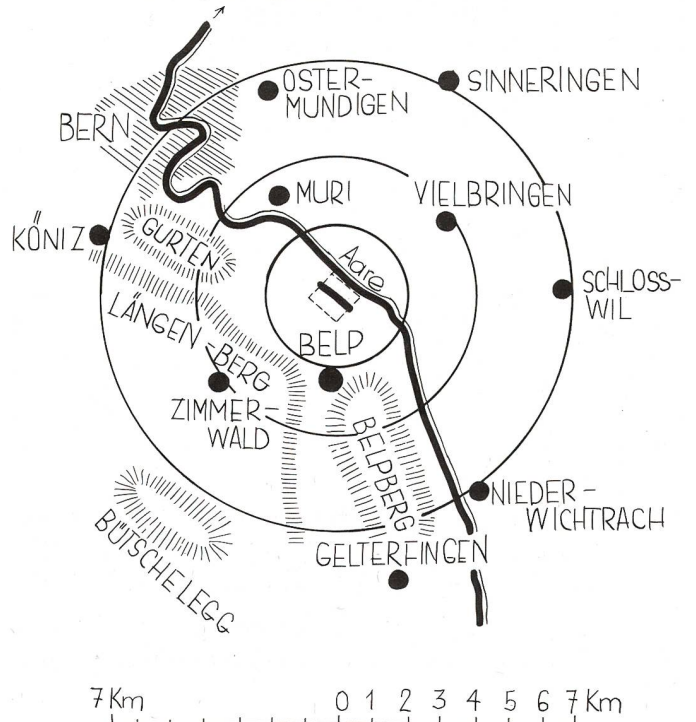 OSTER-
MUNDIGEN
SINNERINGEN
BERN
MURI
VIELBRINGEN
KÖNIZ
GURTEN
Aare
SCHLOSS-
WIL
LÄNGEN-
BERG
BELP
ZIMMER-
WALD
BELPBERG
NIEDER-
WICHTRACH
BÜTSCHELEGG
GELTERFINGEN
7 Km 0 1 2 3 4 5 6 7 Km